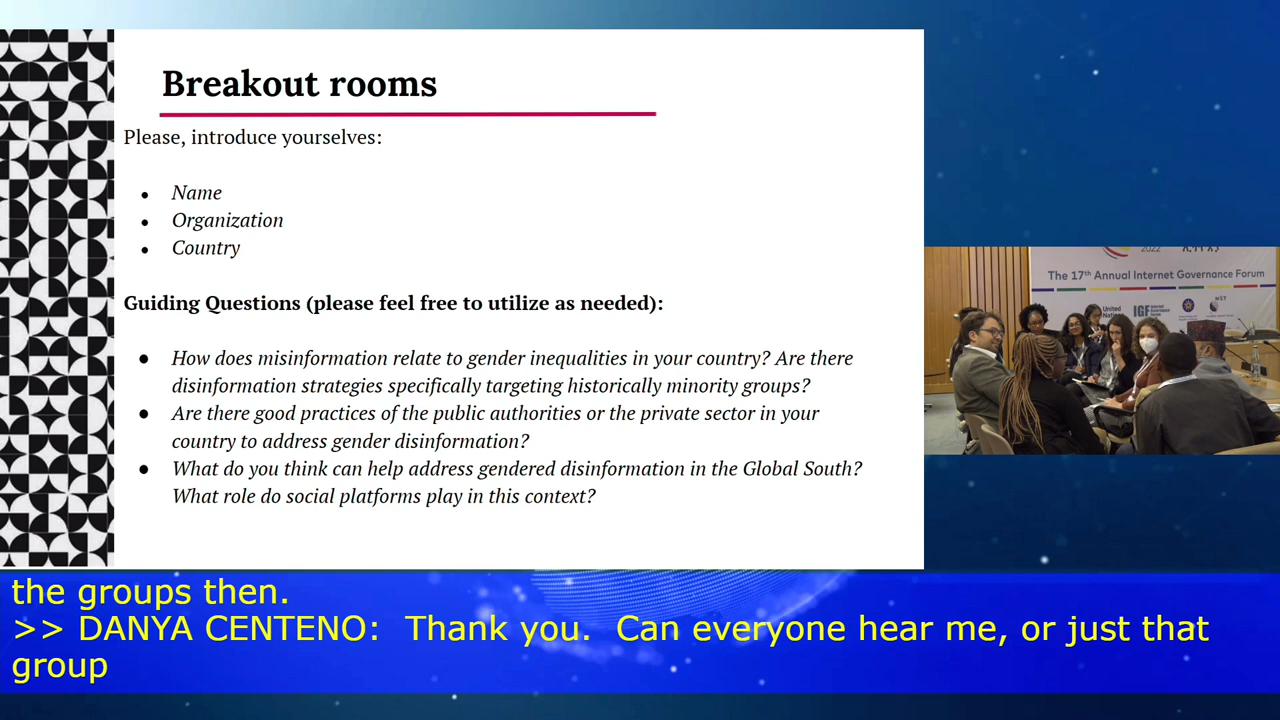 Breakout rooms
Please, introduce yourselves:
• Name
• Organization
• Country
Guiding Questions (please feel free to utilize as needed):
• How does misinformation relate to gender inequalities in your country? Are there
disinformation strategies specifically targeting historically minority groups?
• Are there good practices of the public authorities or the private sector in your
country to address gender disinformation?
• What do you think can help address gendered disinformation in the Global South?
What role do social platforms play in this context?
2022
The 17th Annual Internet Governance Forum
United
IGF
the groups then.
>> DANYA CENTENO: Thank you. Can everyone hear me, or just that
group